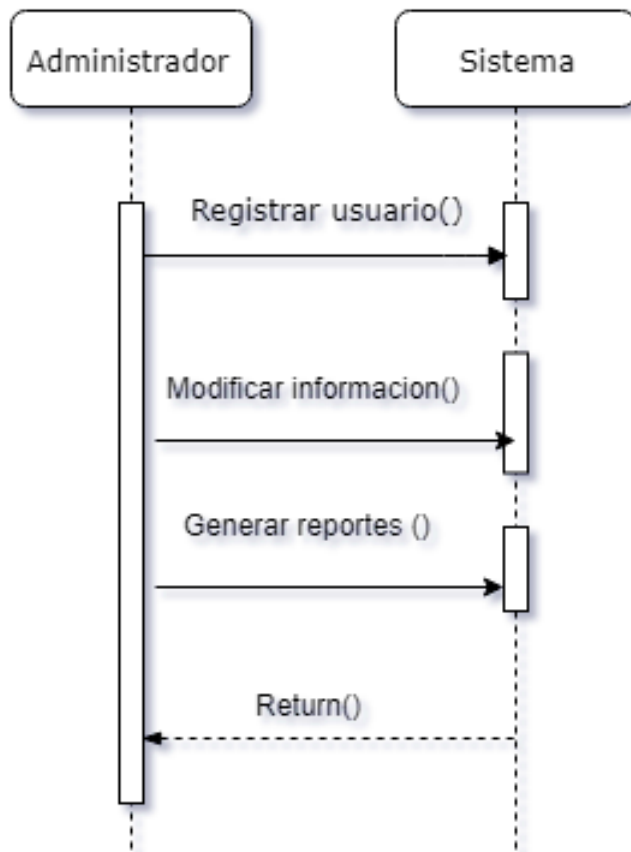 Administrador
Sistema
Registrar usuario()
Modificar informacion()
Generar reportes ()
Return()